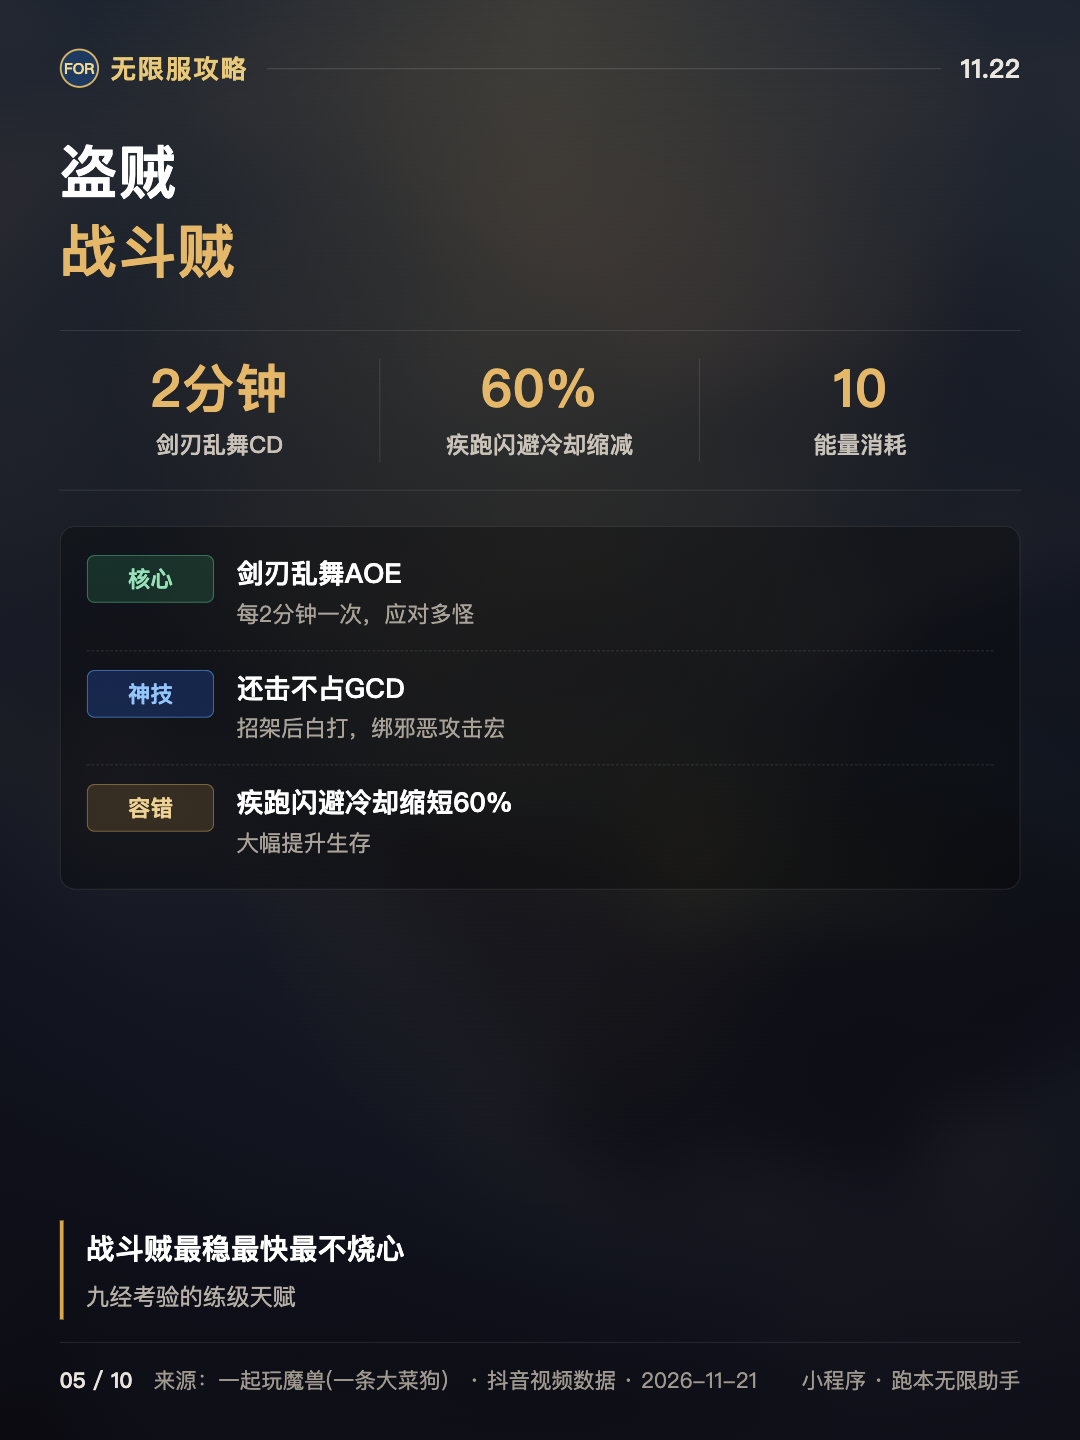 FOR 无限服攻略 11.22
盗贼
战斗贼
2分钟 60% 10
剑刃乱舞CD 疾跑闪避冷却缩减 能量消耗
核心 剑刃乱舞AOE
每2分钟一次，应对多怪
神技 还击不占GCD
招架后白打，绑邪恶攻击宏
容错 疾跑闪避冷却缩短60%
大幅提升生存
战斗贼最稳最快最不烧心
九经考验的练级天赋
05 / 10 来源：一起玩魔兽(一条大菜狗) · 抖音视频数据 · 2026-11-21 小程序 · 跑本无限助手